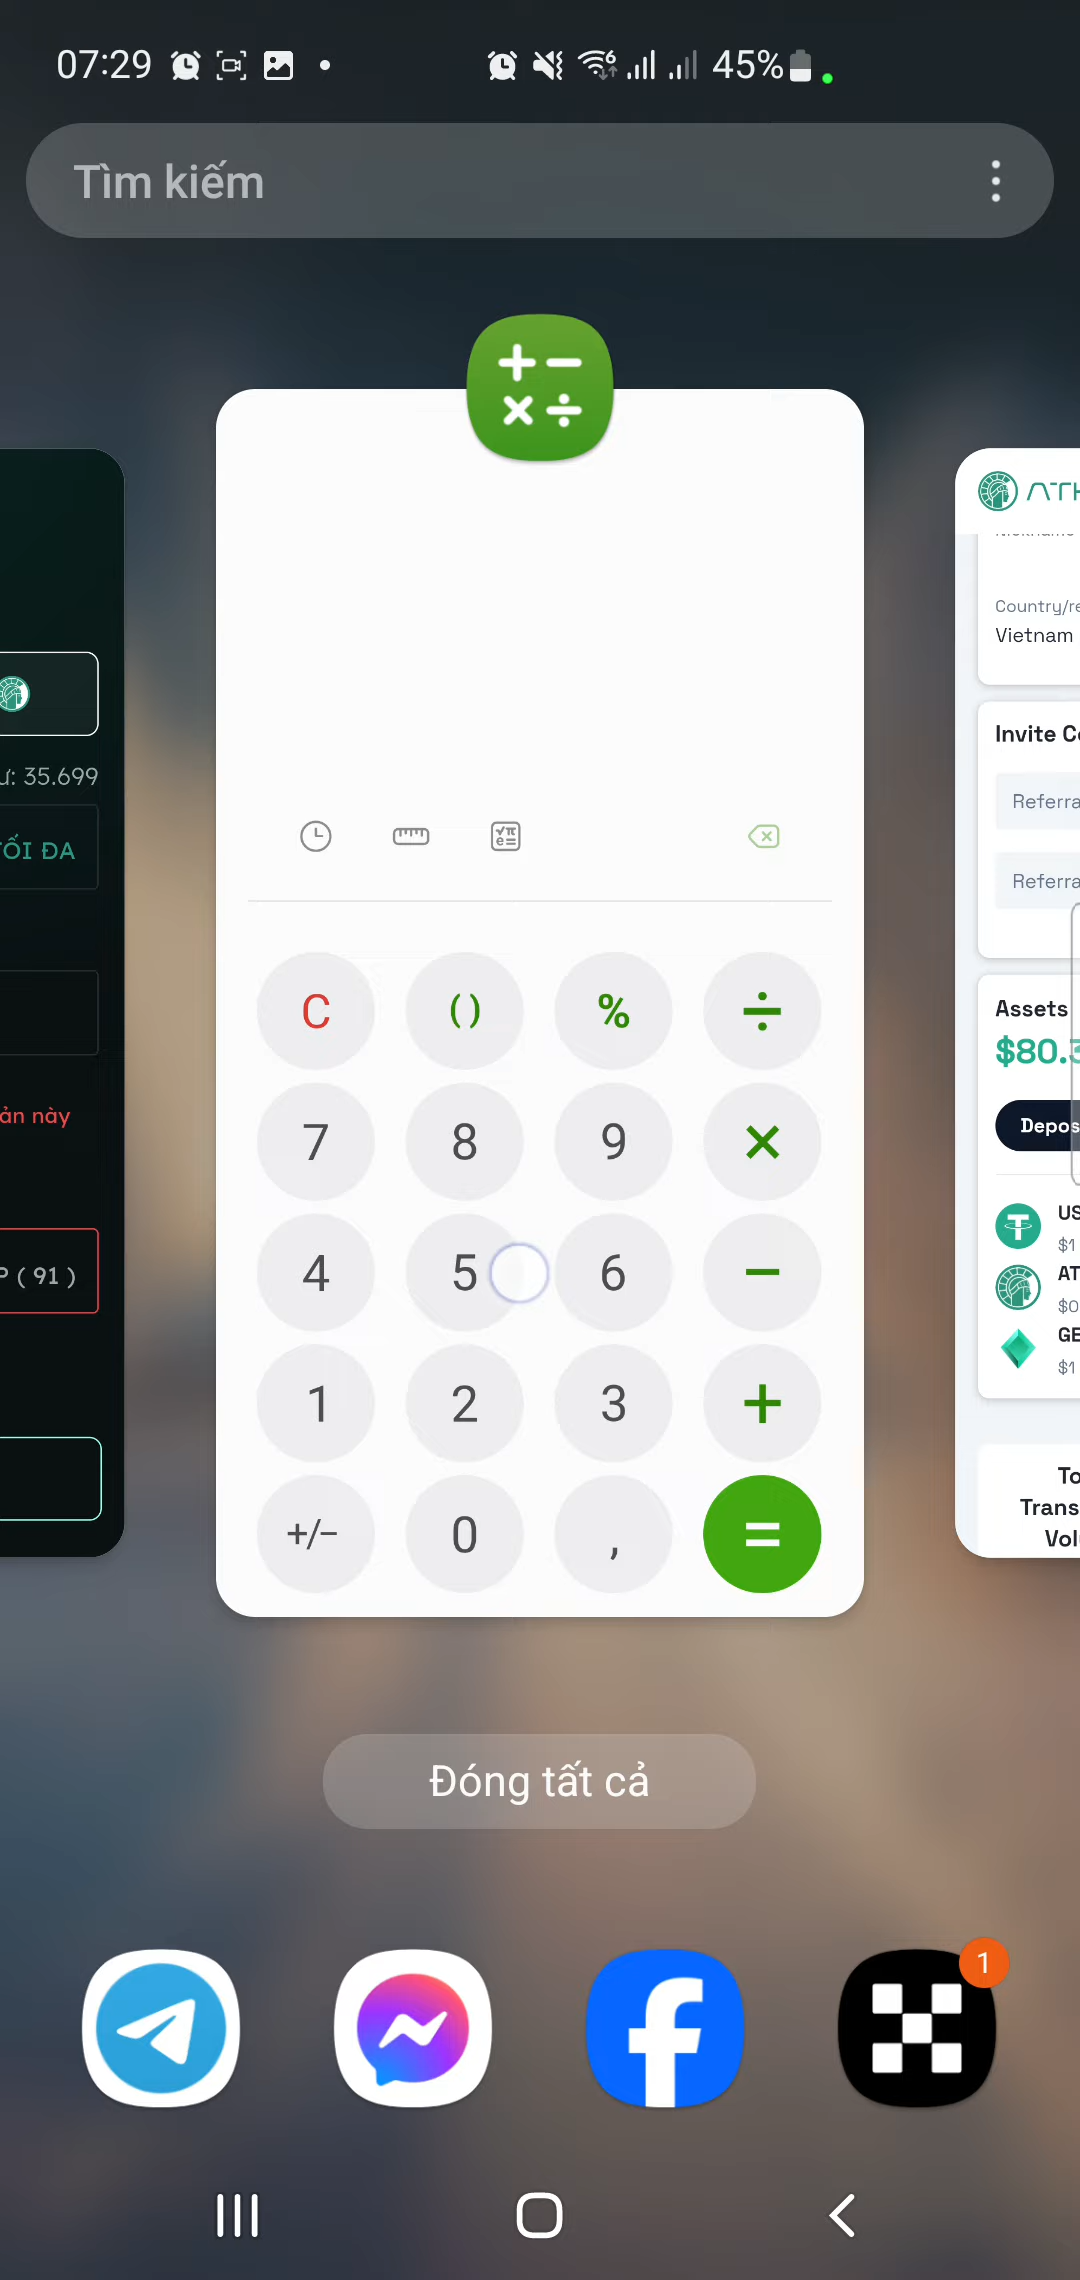 07:29
45%
Tìm kiếm
35.699
ỐI ĐA
ản này
P ( 91 )
C
( )
%
÷
7
8
9
×
4
5
6
−
1
2
3
+
+/−
0
,
=
Country/re
Vietnam
Invite C
Referra
Referra
Assets
$80.
Depos
US
$1
AT
$0
GE
$1
To
Trans
Vol
Đóng tất cả
1